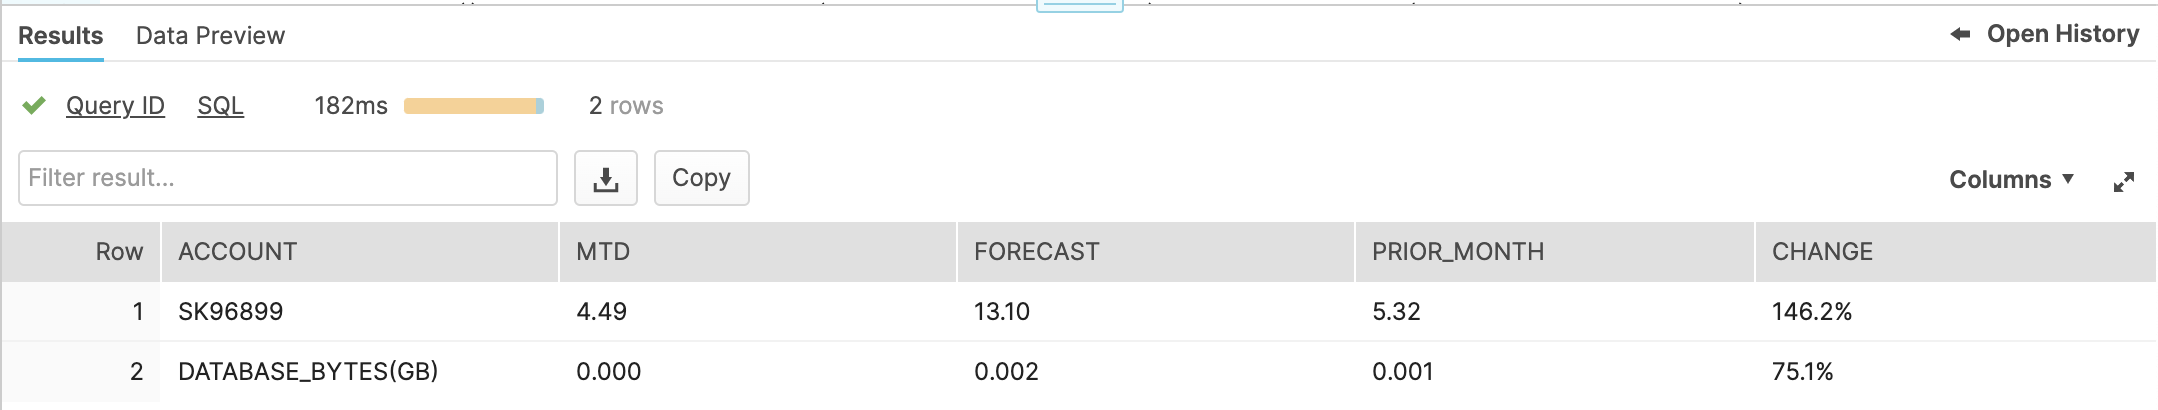 Results Data Preview Open History
Query ID SQL 182ms 2 rows
Filter result... Copy Columns
Row ACCOUNT MTD FORECAST PRIOR_MONTH CHANGE
1 SK96899 4.49 13.10 5.32 146.2%
2 DATABASE_BYTES(GB) 0.000 0.002 0.001 75.1%